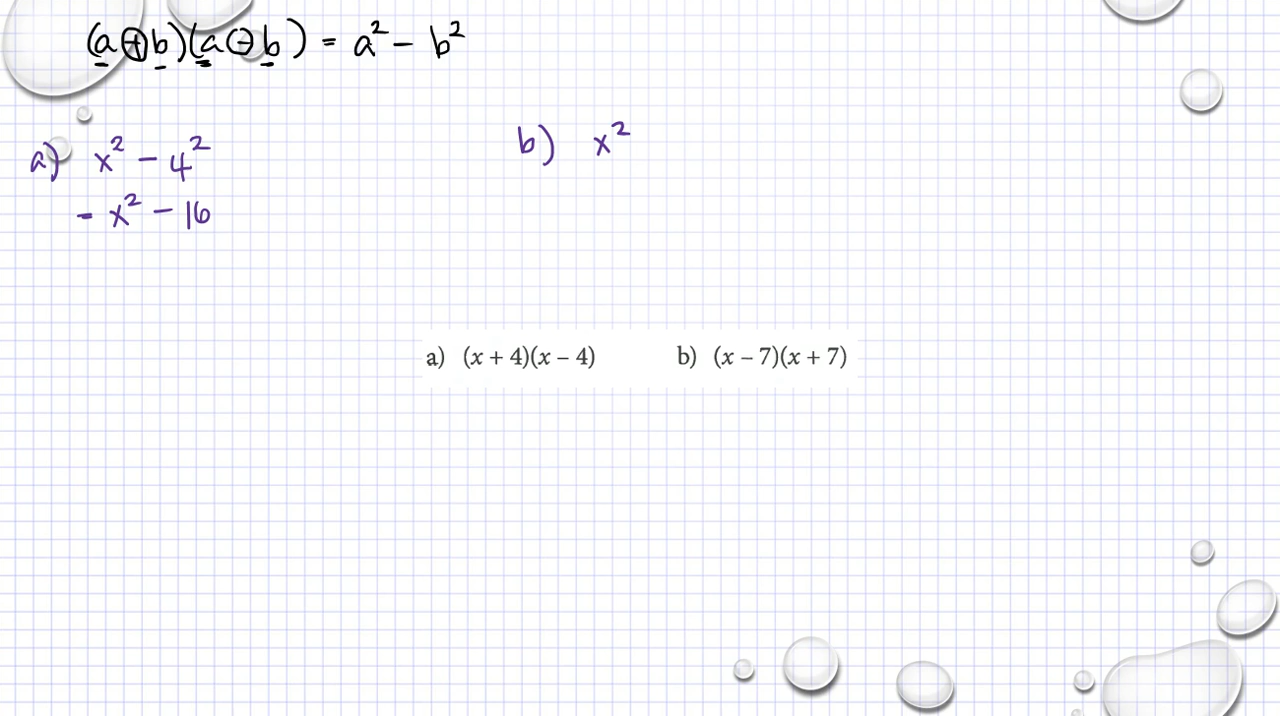 (a+b)(a-b) = a² - b²
a) x² - 4²
= x² - 16
b) x²
a) (x + 4)(x – 4)
b) (x – 7)(x + 7)